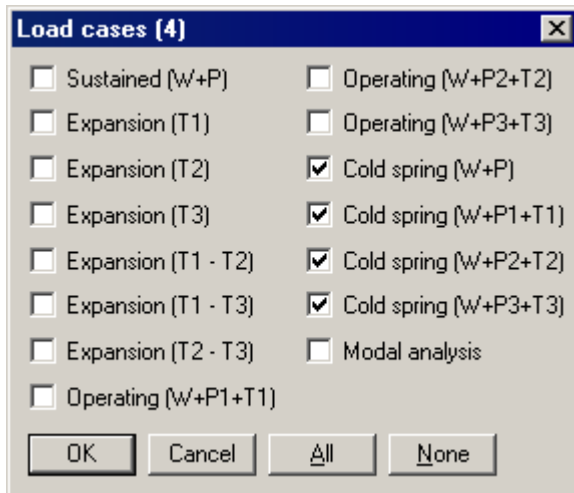 Load cases (4)
Sustained (W+P)
Expansion (T1)
Expansion (T2)
Expansion (T3)
Expansion (T1 - T2)
Expansion (T1 - T3)
Expansion (T2 - T3)
Operating (W+P1+T1)
Operating (W+P2+T2)
Operating (W+P3+T3)
Cold spring (W+P)
Cold spring (W+P1+T1)
Cold spring (W+P2+T2)
Cold spring (W+P3+T3)
Modal analysis
OK Cancel All None